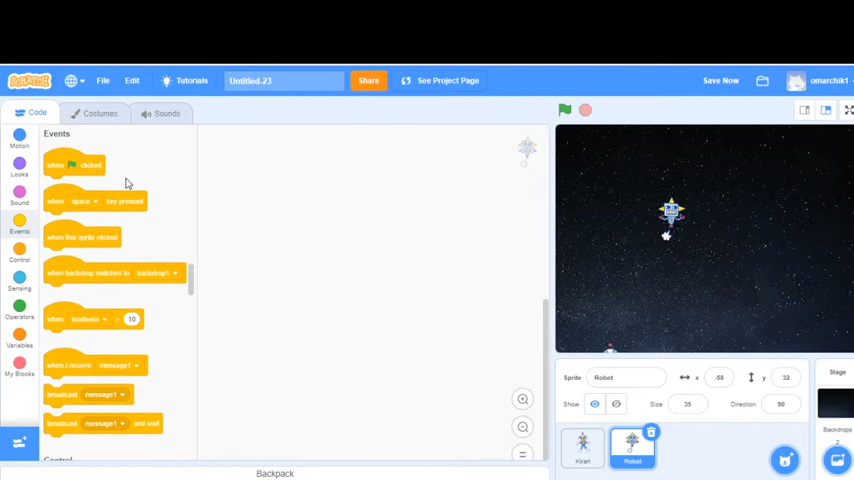 SCRATCH File Edit Tutorials Untitled-23 Share See Project Page Save Now omarchik1
Code Costumes Sounds
Events
Motion
when clicked
Looks
when space key pressed
Sound
Events
when this sprite clicked
Control
when backdrop switches to backdrop1
Sensing
Operators
when loudness > 10
Variables
My Blocks
when I receive message1
broadcast message1
broadcast message1 and wait
Control
Backpack
Sprite Robot x -58 y 32
Show Size 35 Direction 90
Kiran Robot
Stage
Backdrops
2